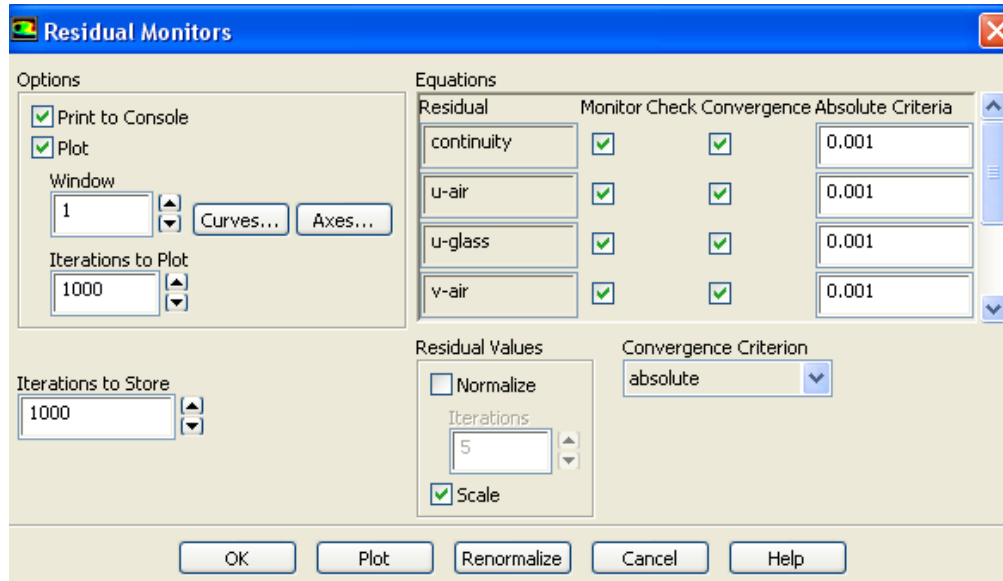 Residual Monitors
Options
Print to Console
Plot
Window
1
Curves...
Axes...
Iterations to Plot
1000
Iterations to Store
1000
Equations
Residual Monitor Check Convergence Absolute Criteria
continuity 0.001
u-air 0.001
u-glass 0.001
v-air 0.001
Residual Values
Normalize
Iterations
5
Scale
Convergence Criterion
absolute
OK Plot Renormalize Cancel Help